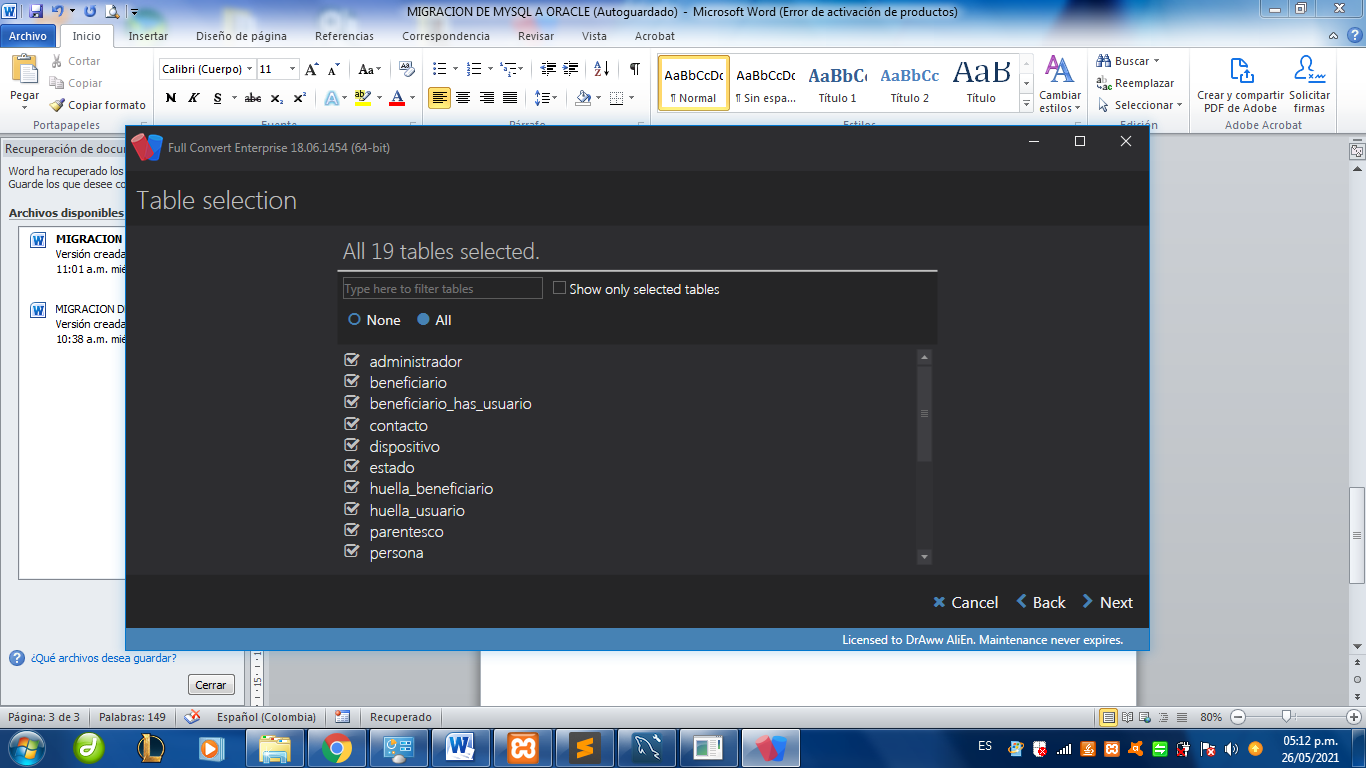 MIGRACION DE MYSQL A ORACLE (Autoguardado) - Microsoft Word (Error de activación de productos)
Archivo Inicio Insertar Diseño de página Referencias Correspondencia Revisar Vista Acrobat
Pegar
Cortar
Copiar
Copiar formato
Portapapeles
Calibri (Cuerpo) 11
N K S abc x₂ x²
Fuente
Párrafo
AaBbCcDc AaBbCcDc AaBbC AaBbCc AaB
¶ Normal ¶ Sin espa... Título 1 Título 2 Título
Cambiar estilos
Estilos
Buscar
Reemplazar
Seleccionar
Edición
Crear y compartir PDF de Adobe
Solicitar firmas
Adobe Acrobat
Recuperación de docu
Word ha recuperado los
Guarde los que desee co
Archivos disponibles
MIGRACION
Versión creada
11:01 a.m. mié
MIGRACION D
Versión creada
10:38 a.m. mié
¿Qué archivos desea guardar?
Cerrar
Full Convert Enterprise 18.06.1454 (64-bit)
Table selection
All 19 tables selected.
Type here to filter tables
Show only selected tables
None All
administrador
beneficiario
beneficiario_has_usuario
contacto
dispositivo
estado
huella_beneficiario
huella_usuario
parentesco
persona
Cancel Back Next
Licensed to DrAww AliEn. Maintenance never expires.
Página: 3 de 3 Palabras: 149 Español (Colombia) Recuperado 80%
ES
05:12 p.m.
26/05/2021